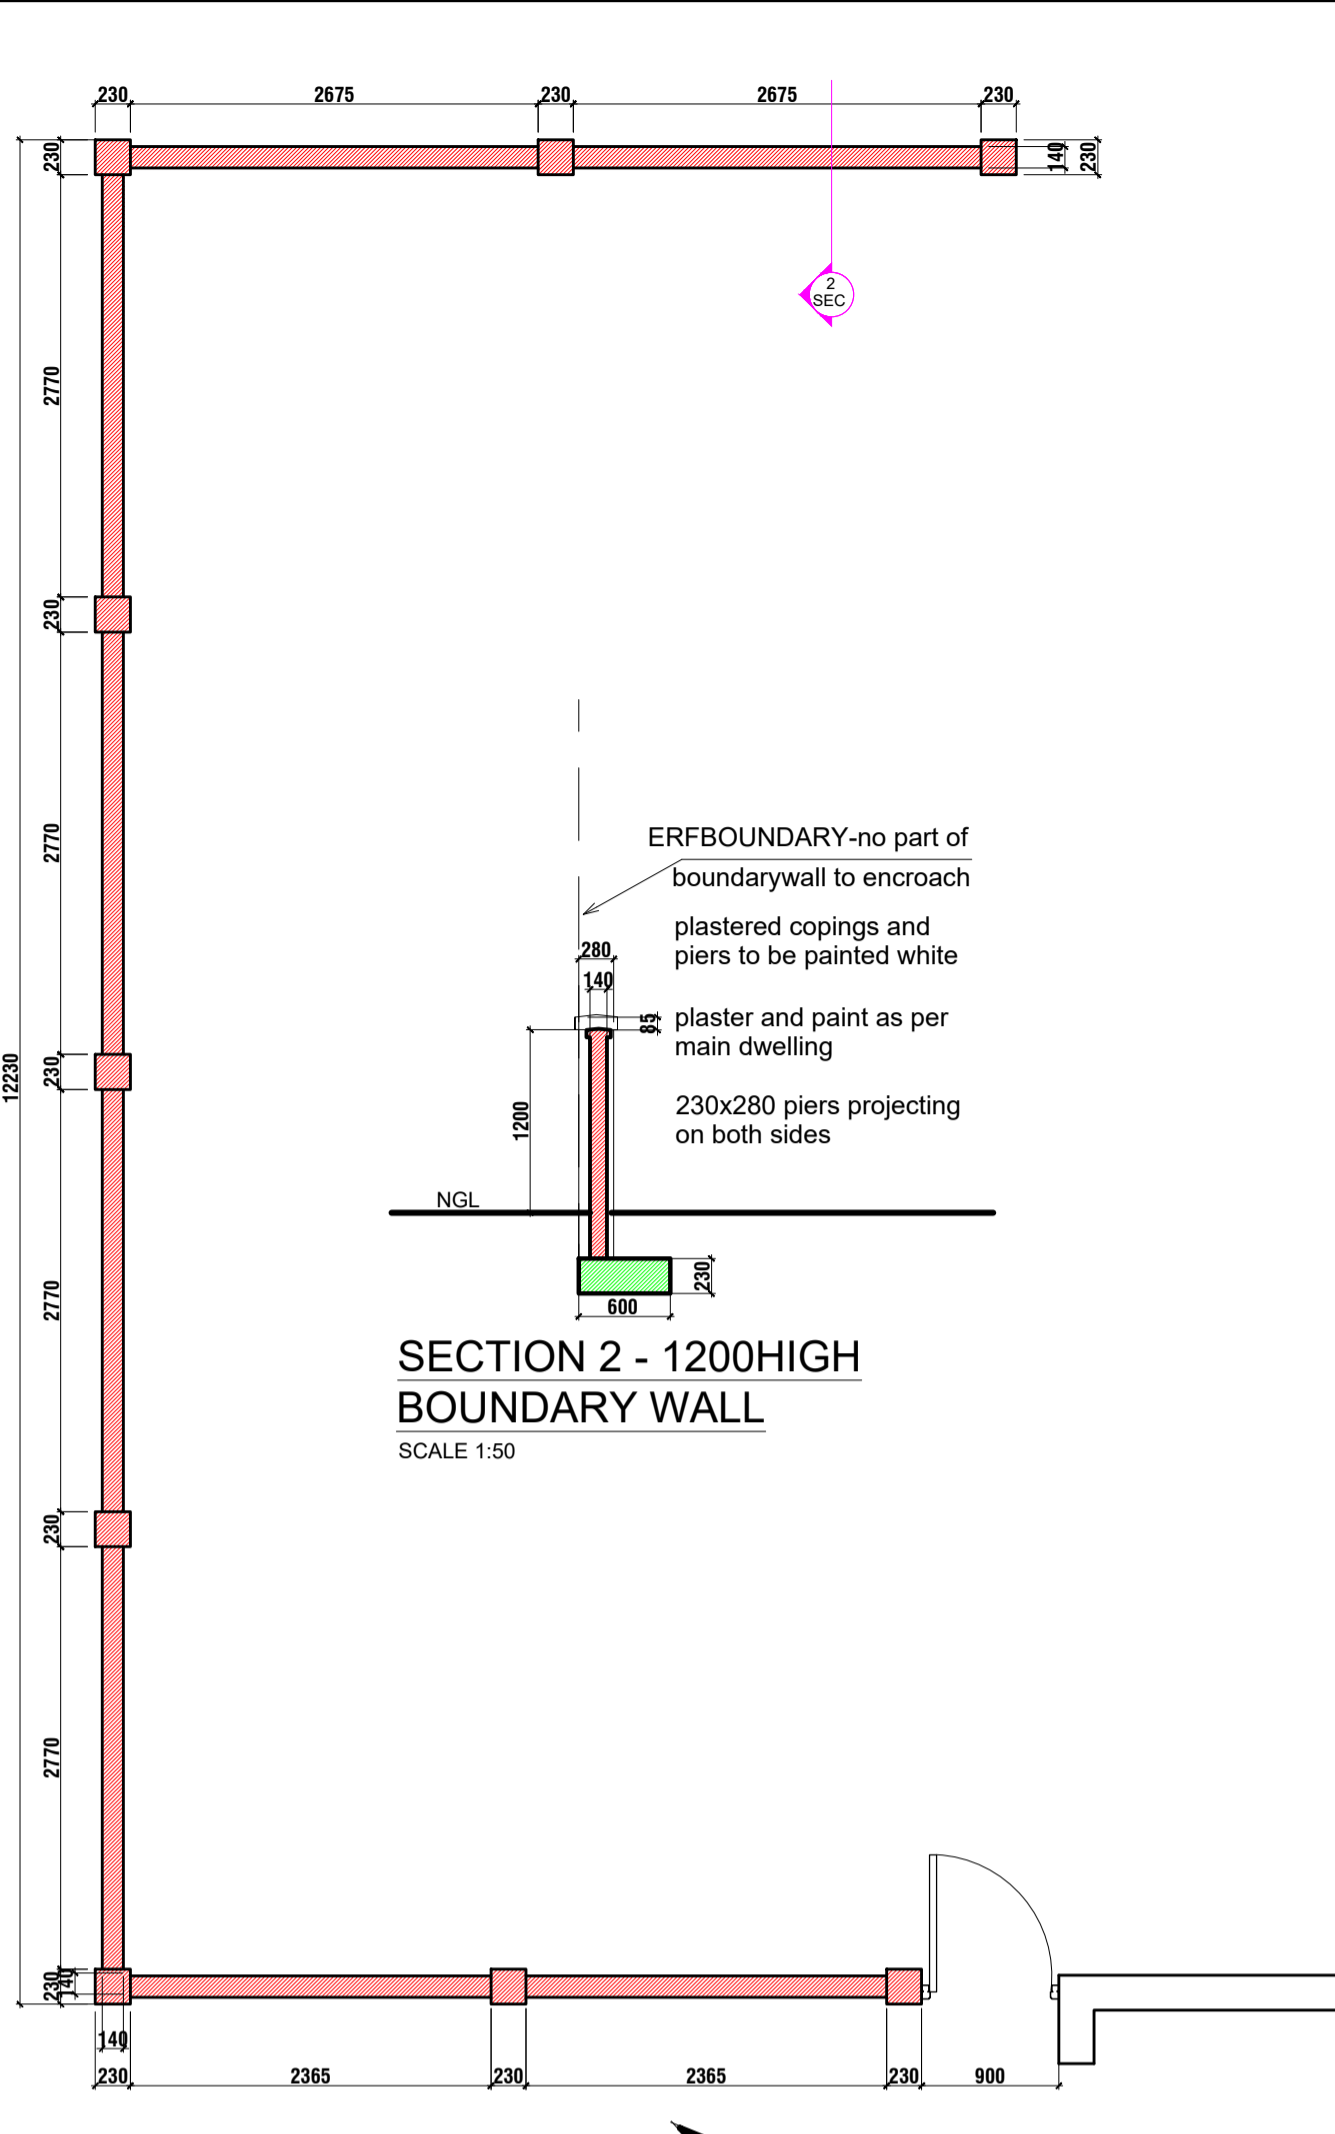 230
2675
230
2675
230
230
140
230
2
SEC
2770
230
2770
ERFBOUNDARY-no part of
boundarywall to encroach
plastered copings and
piers to be painted white
280
140
85
plaster and paint as per
main dwelling
12230
230
230x280 piers projecting
on both sides
1200
NGL
230
600
2770
SECTION 2 - 1200HIGH
BOUNDARY WALL
SCALE 1:50
230
2770
230
140
140
230
2365
230
2365
230
900